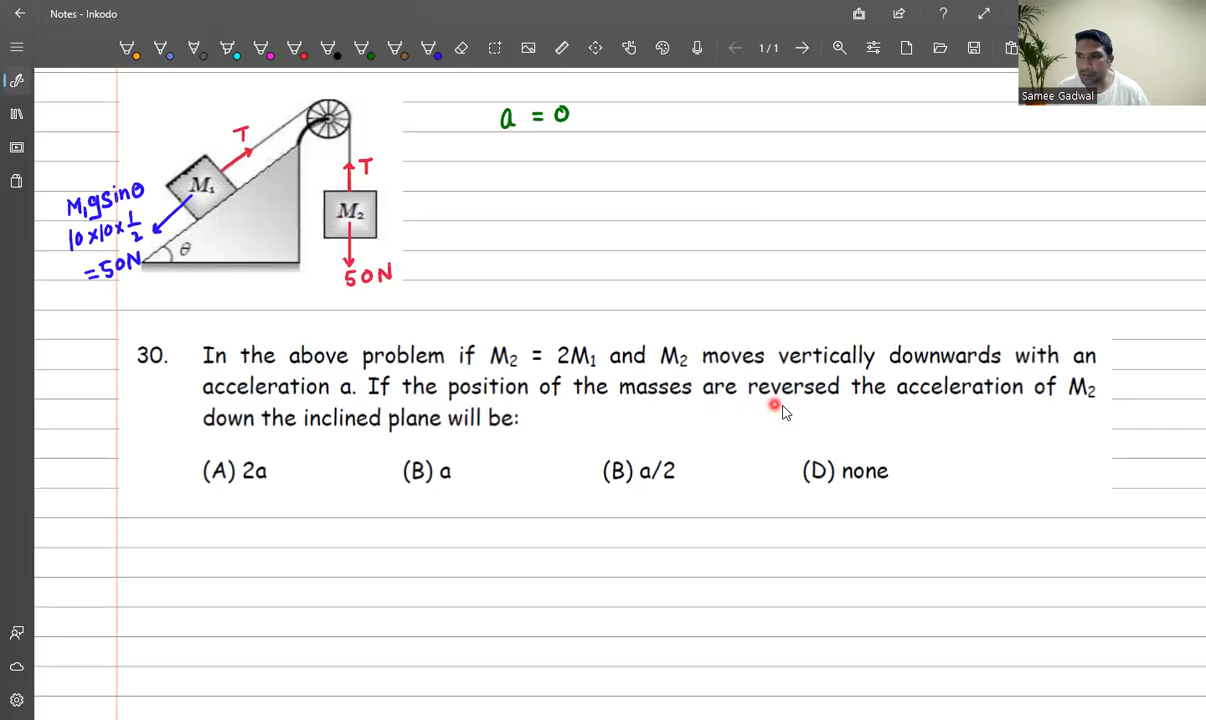 Notes - Inkodo
1/1
Samee Gadwal
a = 0
T
T
M₁
M₁gsinθ
10×10×1/2
=50N
M₂
θ
50N
30. In the above problem if M₂ = 2M₁ and M₂ moves vertically downwards with an
acceleration a. If the position of the masses are reversed the acceleration of M₂
down the inclined plane will be:
(A) 2a (B) a (B) a/2 (D) none